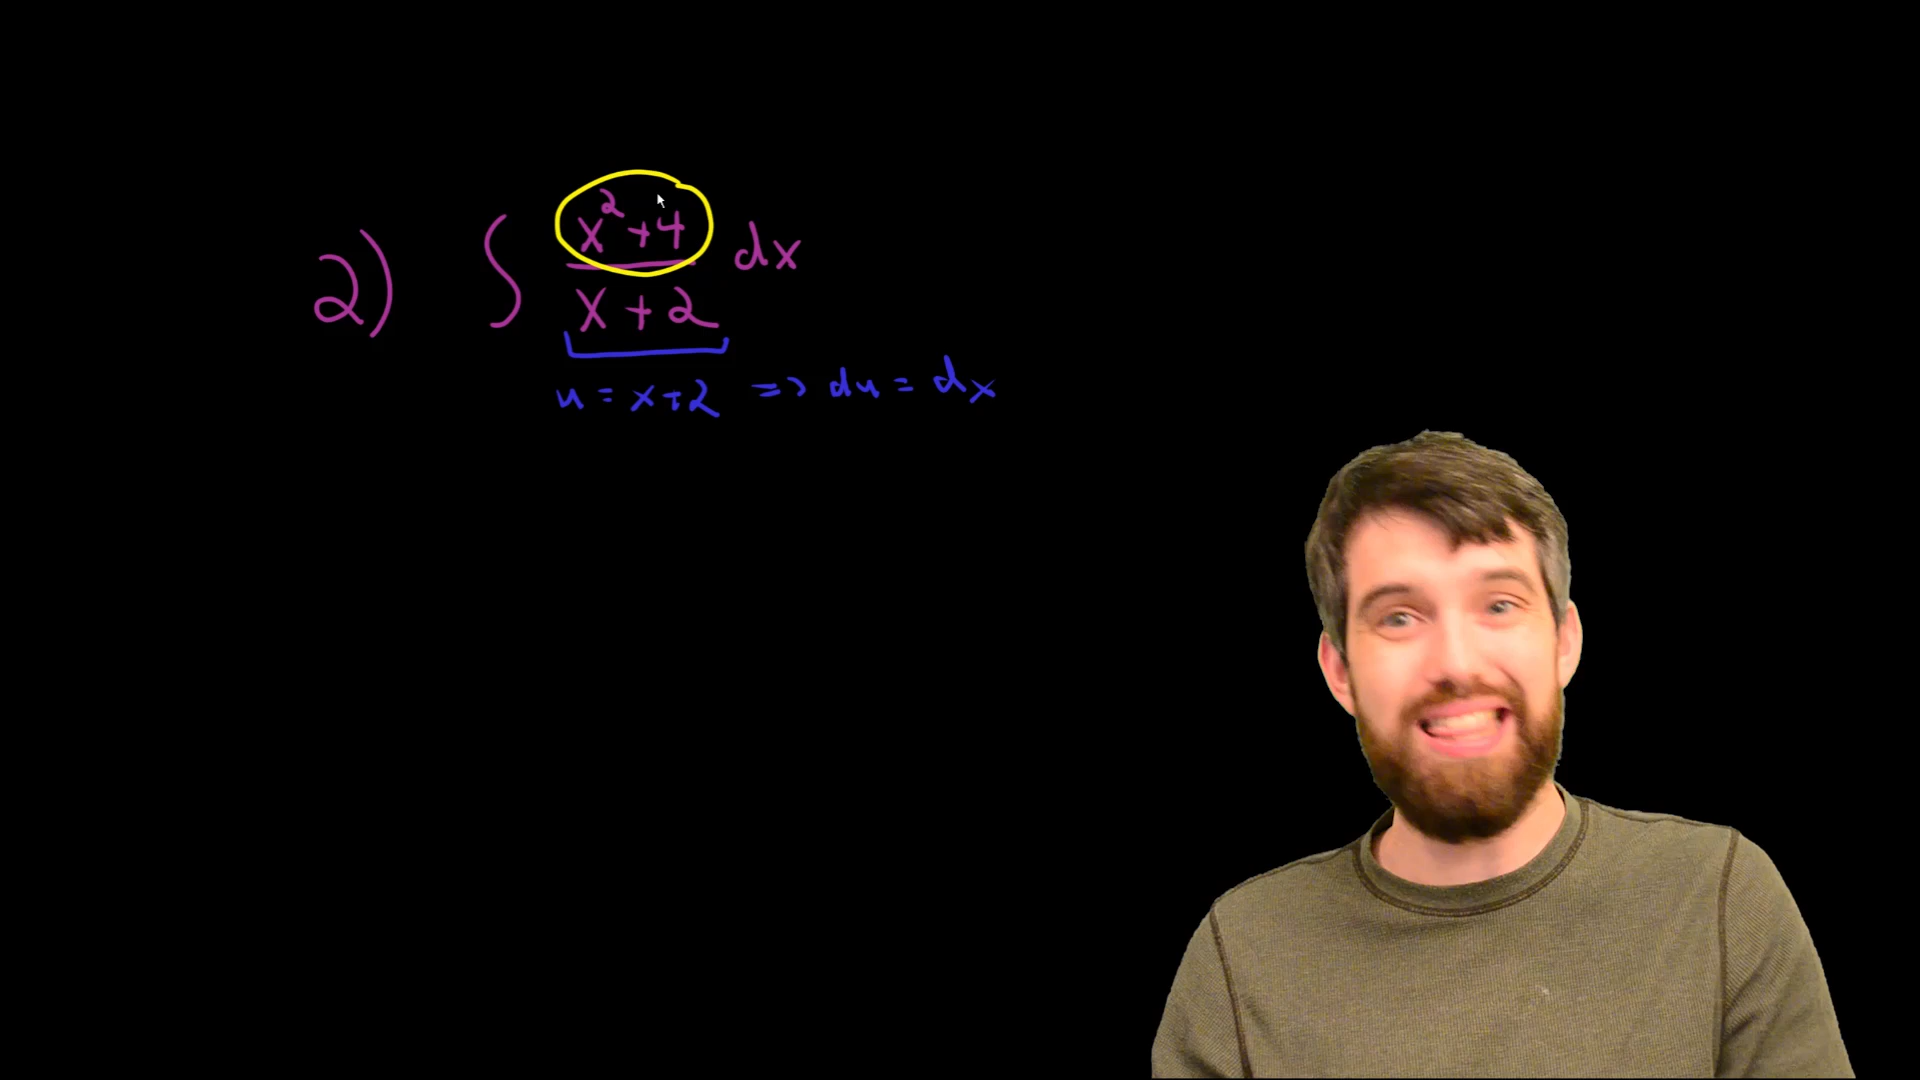 2) ∫ (x²+4)/(x+2) dx
u = x+2 => du = dx